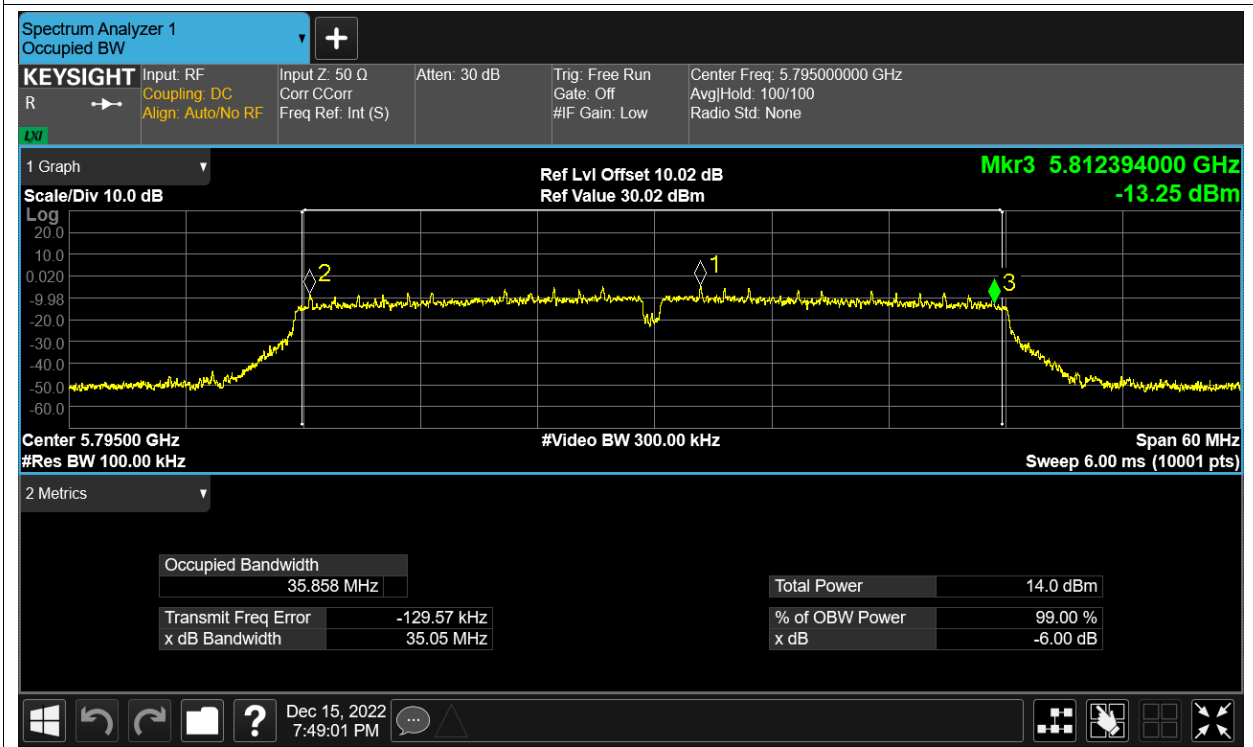 Spectrum Analyzer 1
Occupied BW
KEYSIGHT
R
LXI
Input: RF
Coupling: DC
Align: Auto/No RF
Input Z: 50 Ω
Corr CCorr
Freq Ref: Int (S)
Atten: 30 dB
Trig: Free Run
Gate: Off
#IF Gain: Low
Center Freq: 5.795000000 GHz
Avg|Hold: 100/100
Radio Std: None
1 Graph
Scale/Div 10.0 dB
Ref Lvl Offset 10.02 dB
Ref Value 30.02 dBm
Mkr3 5.812394000 GHz
-13.25 dBm
Log
20.0
10.0
0.020
-9.98
-20.0
-30.0
-40.0
-50.0
-60.0
2
1
3
Center 5.79500 GHz
#Res BW 100.00 kHz
#Video BW 300.00 kHz
Span 60 MHz
Sweep 6.00 ms (10001 pts)
2 Metrics
Occupied Bandwidth
35.858 MHz
Transmit Freq Error -129.57 kHz
x dB Bandwidth 35.05 MHz
Total Power 14.0 dBm
% of OBW Power 99.00 %
x dB -6.00 dB
Dec 15, 2022
7:49:01 PM